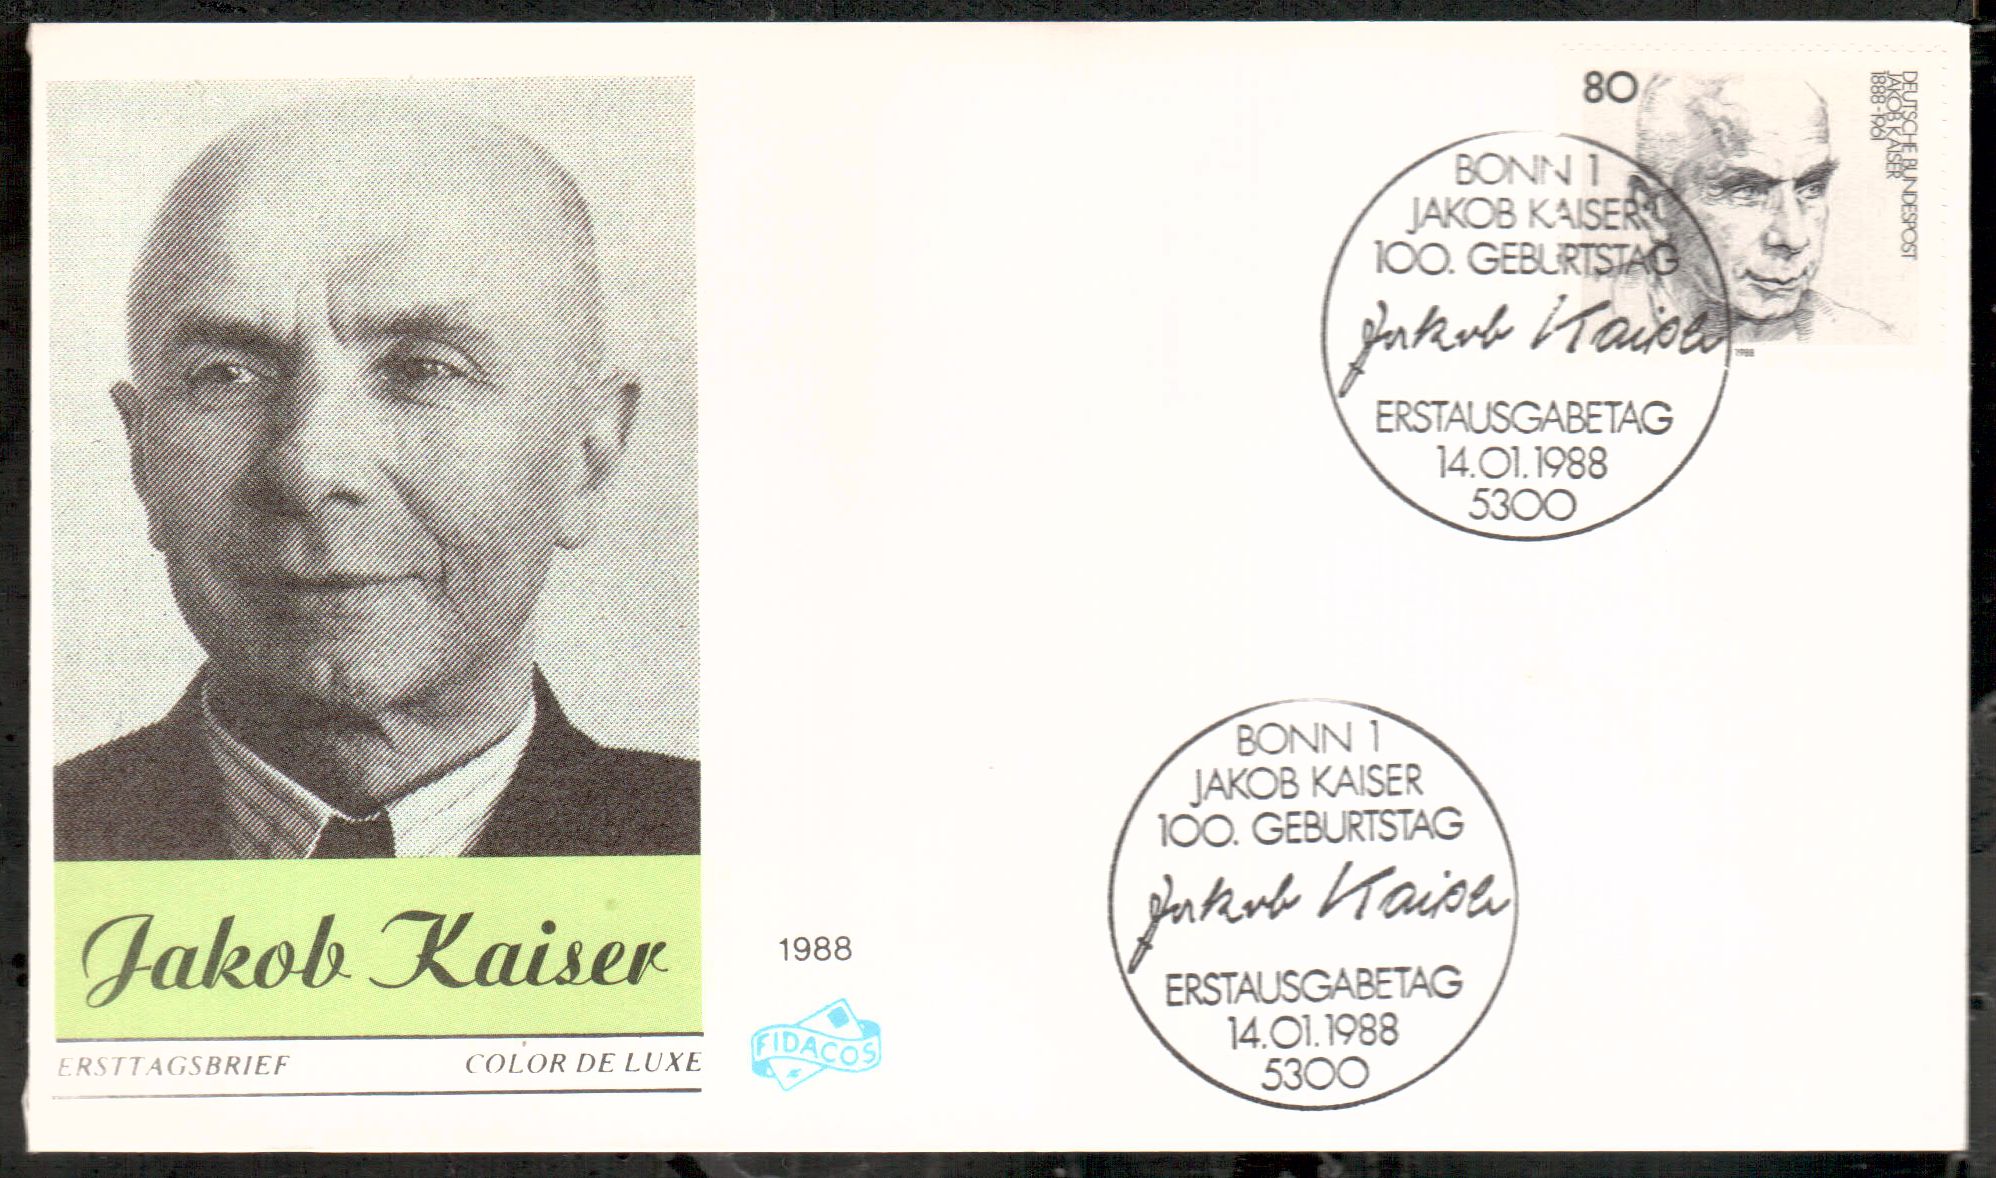 Jakob Kaiser
ERSTTAGSBRIEF COLOR DE LUXE
1988
FIDACOS
80
DEUTSCHE BUNDESPOST
JAKOB KAISER
1888-1961
1988
BONN 1
JAKOB KAISER
100. GEBURTSTAG
Jakob Kaiser
ERSTAUSGABETAG
14.01.1988
5300
BONN 1
JAKOB KAISER
100. GEBURTSTAG
Jakob Kaiser
ERSTAUSGABETAG
14.01.1988
5300